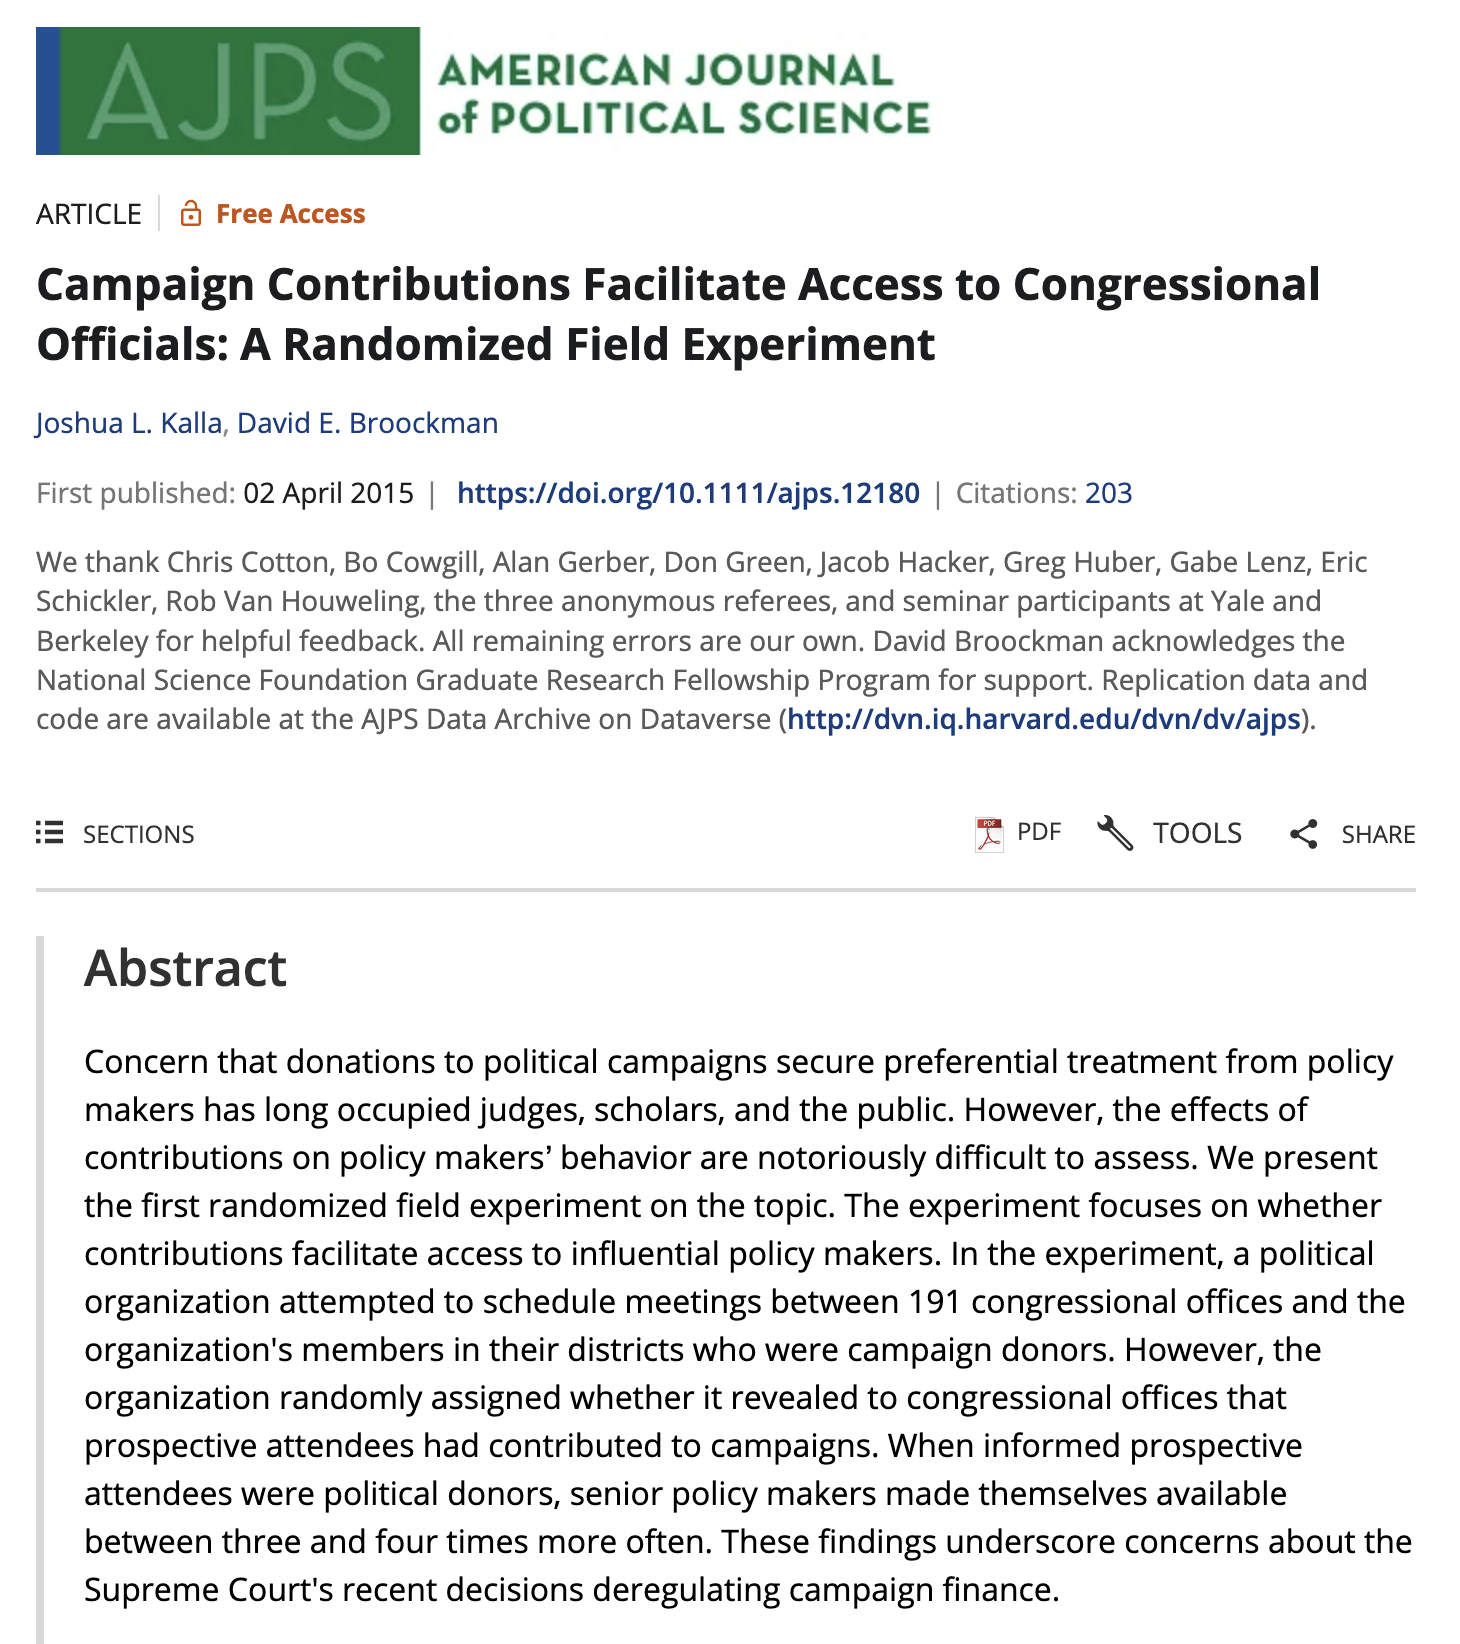 AJPS AMERICAN JOURNAL
of POLITICAL SCIENCE
ARTICLE Free Access
Campaign Contributions Facilitate Access to Congressional
Officials: A Randomized Field Experiment
Joshua L. Kalla, David E. Broockman
First published: 02 April 2015 | https://doi.org/10.1111/ajps.12180 | Citations: 203
We thank Chris Cotton, Bo Cowgill, Alan Gerber, Don Green, Jacob Hacker, Greg Huber, Gabe Lenz, Eric
Schickler, Rob Van Houweling, the three anonymous referees, and seminar participants at Yale and
Berkeley for helpful feedback. All remaining errors are our own. David Broockman acknowledges the
National Science Foundation Graduate Research Fellowship Program for support. Replication data and
code are available at the AJPS Data Archive on Dataverse (http://dvn.iq.harvard.edu/dvn/dv/ajps).
SECTIONS PDF PDF TOOLS SHARE
Abstract
Concern that donations to political campaigns secure preferential treatment from policy
makers has long occupied judges, scholars, and the public. However, the effects of
contributions on policy makers’ behavior are notoriously difficult to assess. We present
the first randomized field experiment on the topic. The experiment focuses on whether
contributions facilitate access to influential policy makers. In the experiment, a political
organization attempted to schedule meetings between 191 congressional offices and the
organization's members in their districts who were campaign donors. However, the
organization randomly assigned whether it revealed to congressional offices that
prospective attendees had contributed to campaigns. When informed prospective
attendees were political donors, senior policy makers made themselves available
between three and four times more often. These findings underscore concerns about the
Supreme Court's recent decisions deregulating campaign finance.